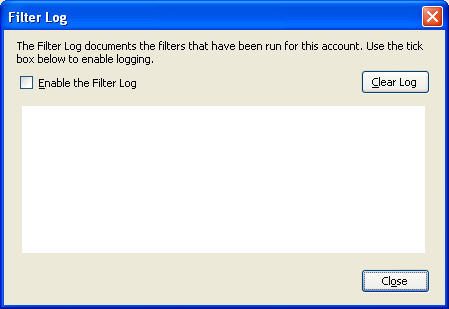 Filter Log
The Filter Log documents the filters that have been run for this account. Use the tick
box below to enable logging.
Enable the Filter Log
Clear Log
Close